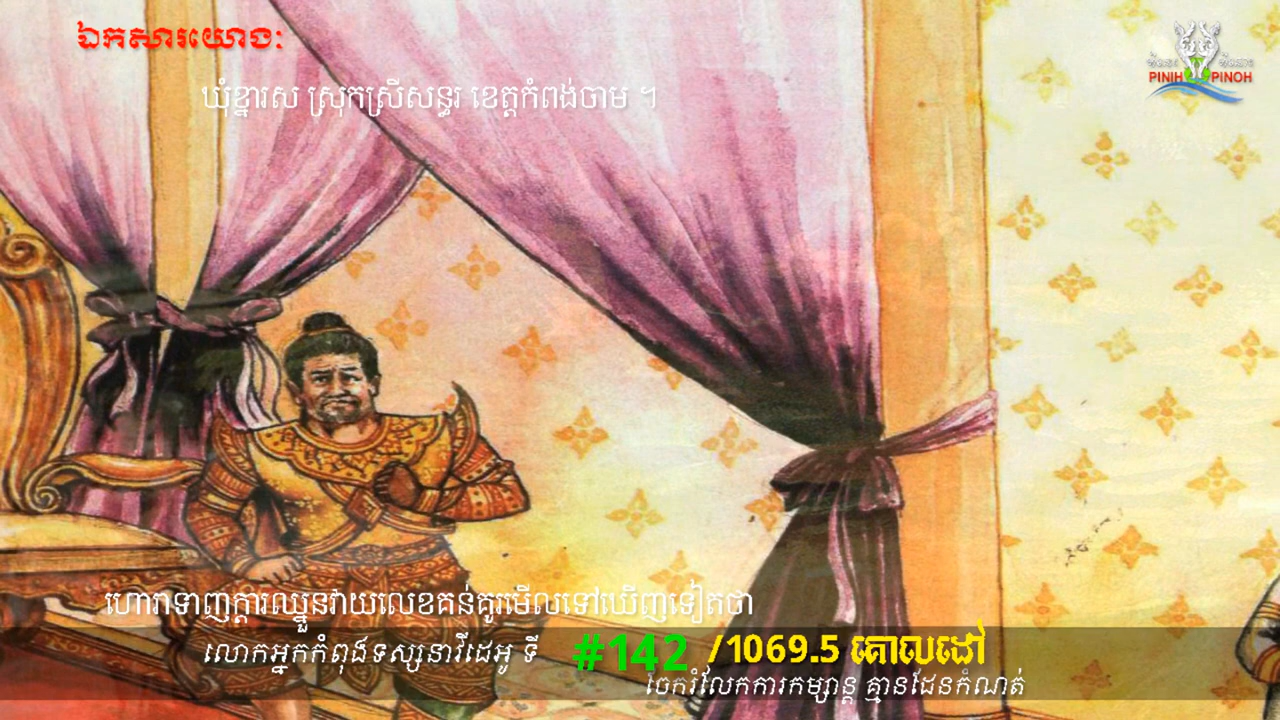 ឯកសារយោង:
ឃុំខ្នារស ស្រុកស្រីសន្ធរ ខេត្តកំពង់ចាម ។
ពិនេះ ពិនោះ
PINIH PINOH
ហោរាទាញក្ដារឈ្នួនវាយលេខគន់គូរមើលទៅឃើញទៀតថា
លោកអ្នកកំពុងទស្សនាវីដេអូ ទី #142 /1069.5 គោលដៅ
ចែករំលែកការកម្សាន្ត គ្មានដែនកំណត់